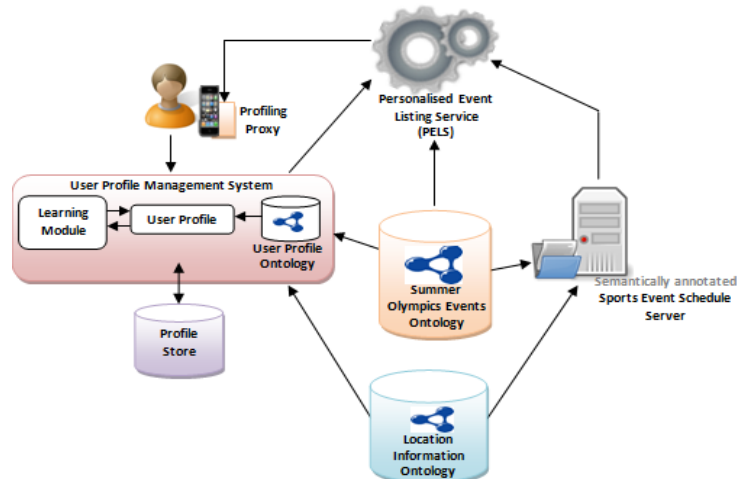 Personalised Event
Listing Service
(PELS)
Profiling
Proxy
User Profile Management System
Learning
Module
User Profile
User Profile
Ontology
Summer
Olympics Events
Ontology
Semantically annotated
Sports Event Schedule
Server
Profile
Store
Location
Information
Ontology